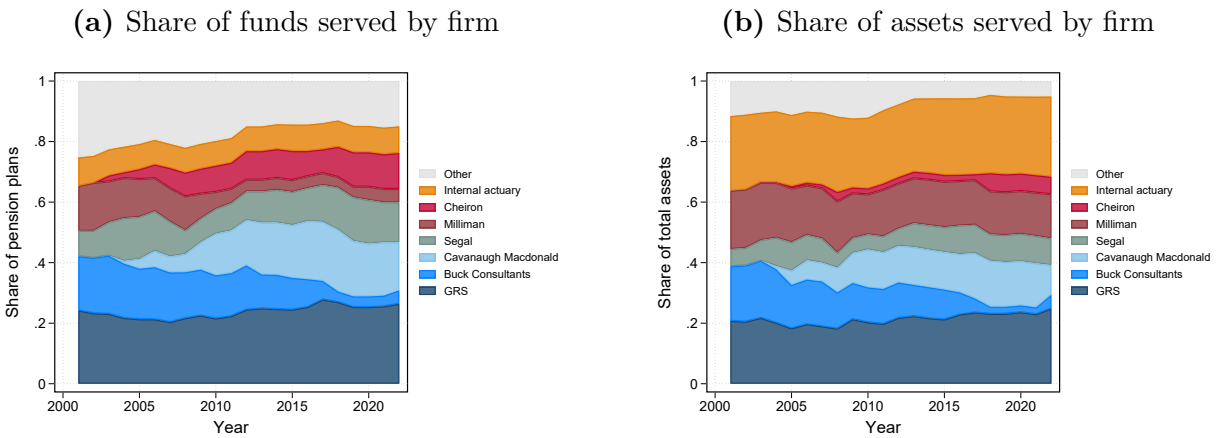 (a) Share of funds served by firm
Share of pension plans
1
.8
.6
.4
.2
0
2000 2005 2010 2015 2020
Year
Other
Internal actuary
Cheiron
Milliman
Segal
Cavanaugh Macdonald
Buck Consultants
GRS
(b) Share of assets served by firm
Share of total assets
1
.8
.6
.4
.2
0
2000 2005 2010 2015 2020
Year
Other
Internal actuary
Cheiron
Milliman
Segal
Cavanaugh Macdonald
Buck Consultants
GRS